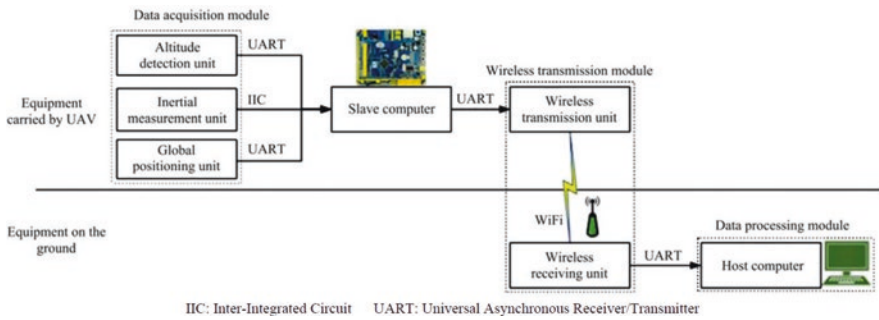 Data acquisition module
Altitude
detection unit
UART
Equipment
carried by UAV
Inertial
measurement unit
IIC
Global
positioning unit
UART
Slave computer
UART
Wireless transmission module
Wireless
transmission unit
WiFi
Equipment on the
ground
Wireless
receiving unit
UART
Data processing module
Host computer
IIC: Inter-Integrated Circuit UART: Universal Asynchronous Receiver/Transmitter